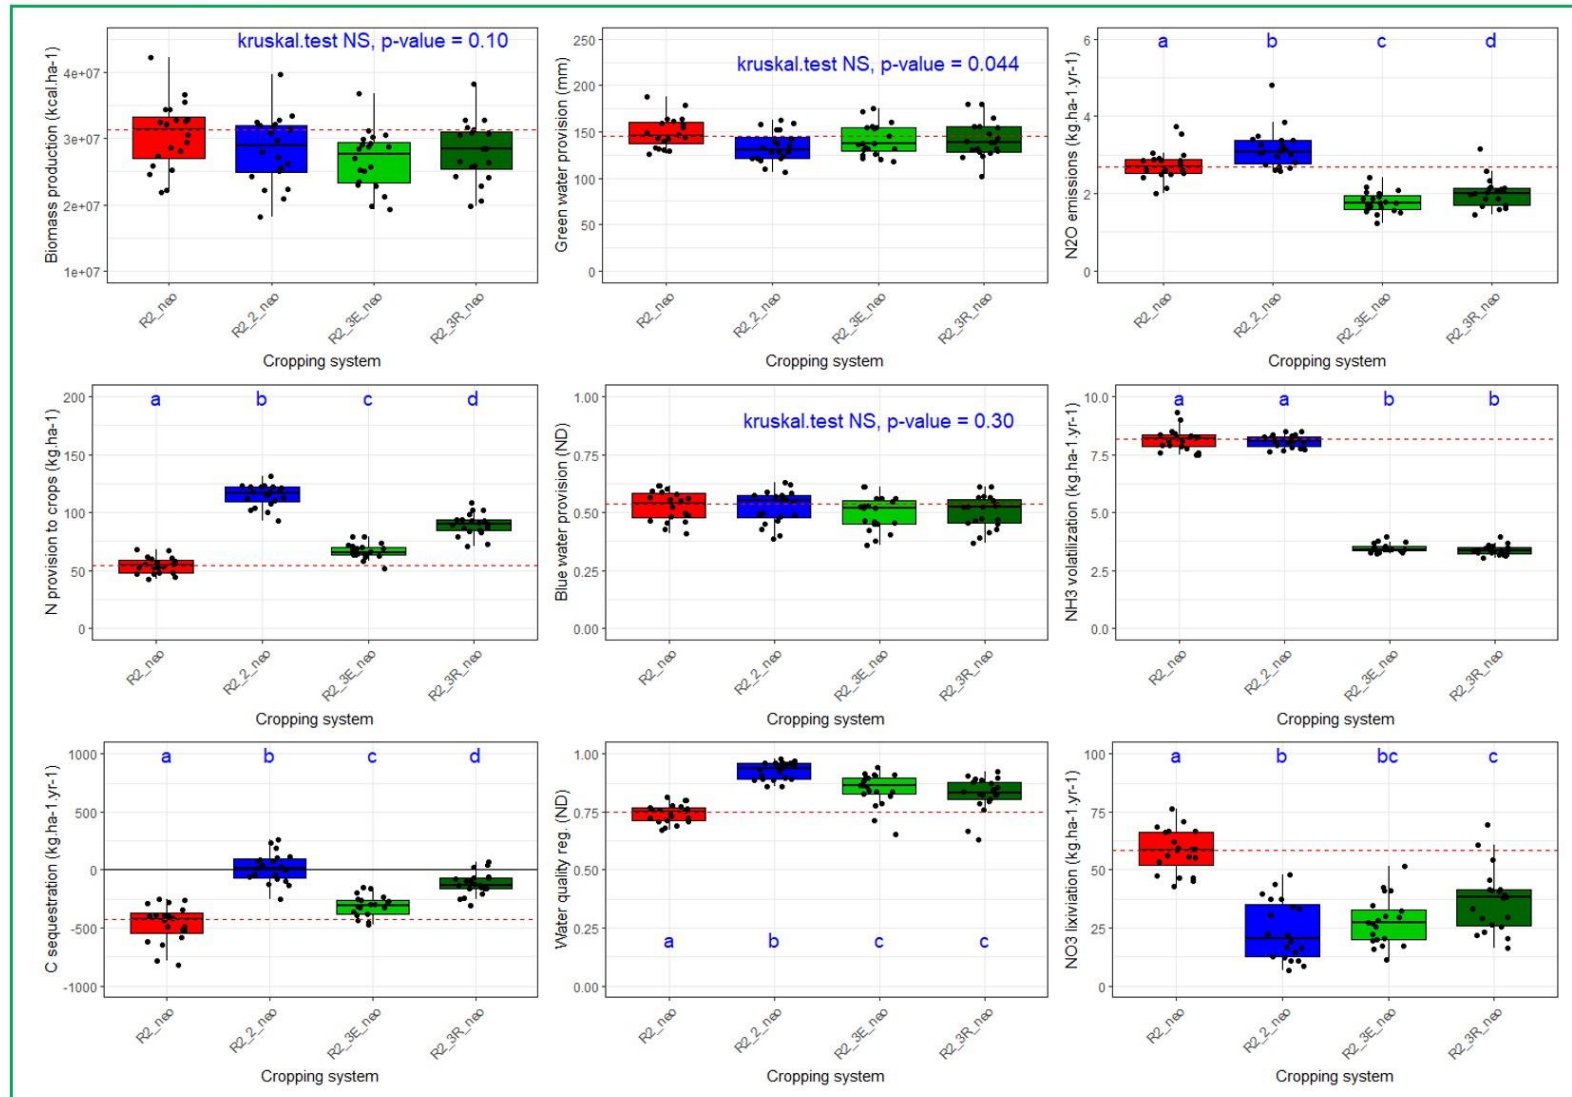 kruskal.test NS, p-value = 0.10
Biomass production (kcal.ha-1)
4e+07
3e+07
2e+07
1e+07
R2_neo
R2_2_neo
R2_3E_neo
R2_3R_neo
Cropping system
kruskal.test NS, p-value = 0.044
Green water provision (mm)
250
200
150
100
50
0
R2_neo
R2_2_neo
R2_3E_neo
R2_3R_neo
Cropping system
a b c d
N2O emissions (kg.ha-1.yr-1)
6
4
2
0
R2_neo
R2_2_neo
R2_3E_neo
R2_3R_neo
Cropping system
a b c d
N provision to crops (kg.ha-1)
200
150
100
50
0
R2_neo
R2_2_neo
R2_3E_neo
R2_3R_neo
Cropping system
kruskal.test NS, p-value = 0.30
Blue water provision (ND)
1.00
0.75
0.50
0.25
0.00
R2_neo
R2_2_neo
R2_3E_neo
R2_3R_neo
Cropping system
a a b b
NH3 volatilization (kg.ha-1.yr-1)
10.0
7.5
5.0
2.5
0.0
R2_neo
R2_2_neo
R2_3E_neo
R2_3R_neo
Cropping system
a b c d
C sequestration (kg.ha-1.yr-1)
1000
500
0
-500
-1000
R2_neo
R2_2_neo
R2_3E_neo
R2_3R_neo
Cropping system
Water quality reg. (ND)
1.00
0.75
0.50
0.25
0.00
a b c c
R2_neo
R2_2_neo
R2_3E_neo
R2_3R_neo
Cropping system
a b bc c
NO3 lixiviation (kg.ha-1.yr-1)
100
75
50
25
0
R2_neo
R2_2_neo
R2_3E_neo
R2_3R_neo
Cropping system